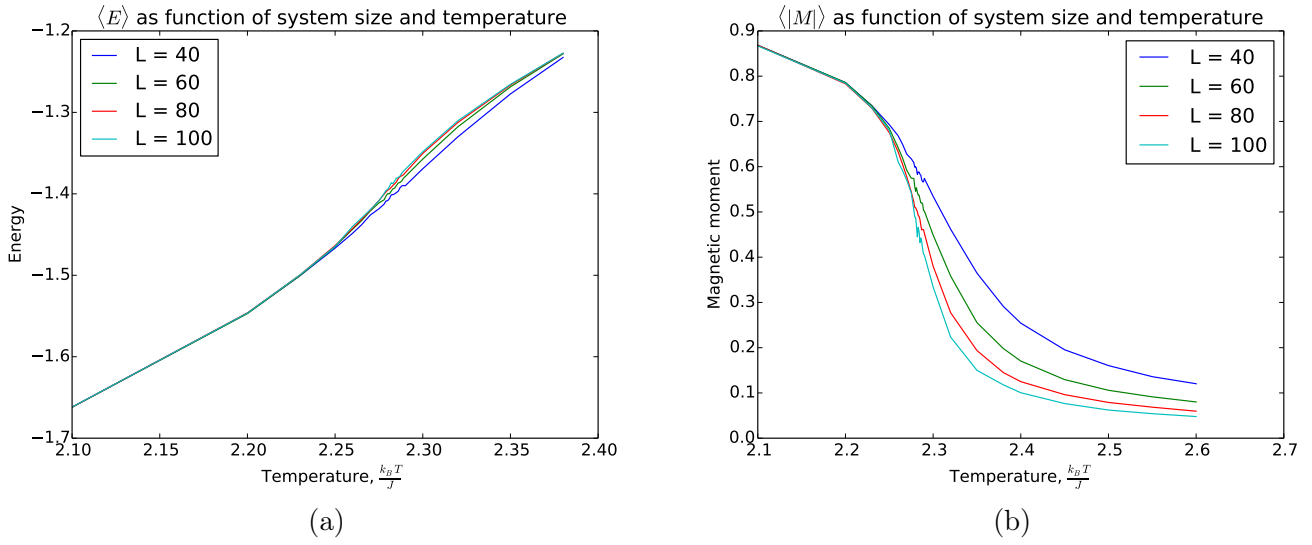 ⟨E⟩ as function of system size and temperature
−1.2
−1.3
−1.4
−1.5
−1.6
−1.7
Energy
L = 40
L = 60
L = 80
L = 100
2.10 2.15 2.20 2.25 2.30 2.35 2.40
Temperature, k_B T / J
(a)
⟨|M|⟩ as function of system size and temperature
0.9
0.8
0.7
0.6
0.5
0.4
0.3
0.2
0.1
0.0
Magnetic moment
L = 40
L = 60
L = 80
L = 100
2.1 2.2 2.3 2.4 2.5 2.6 2.7
Temperature, k_B T / J
(b)